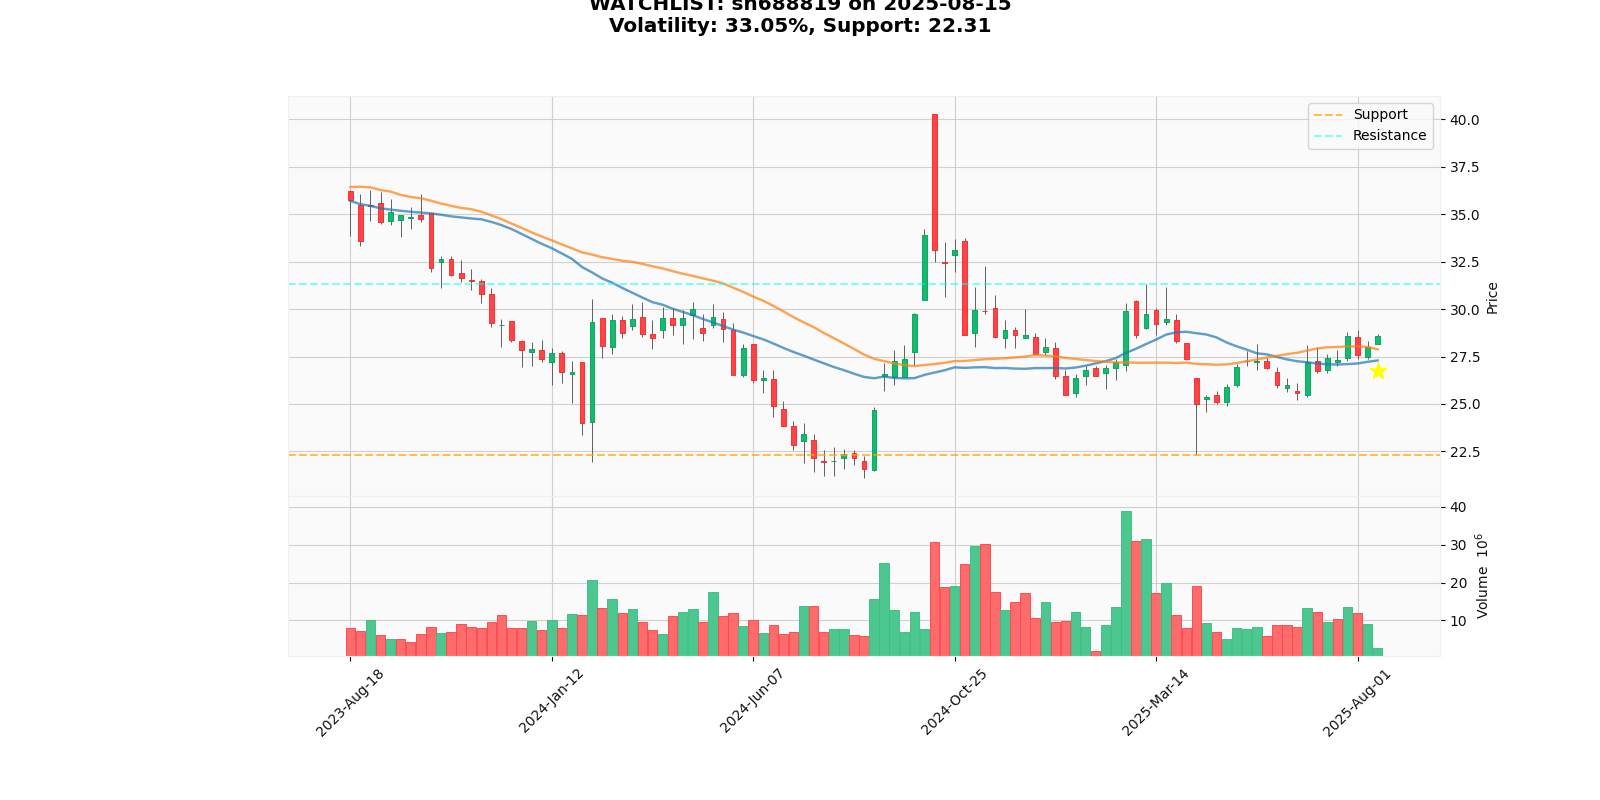 WATCHLIST: sh688819 on 2025-08-15
Volatility: 33.05%, Support: 22.31
Support
Resistance
40.0
37.5
35.0
32.5
30.0
27.5
25.0
22.5
Price
40
30
20
10
Volume 10^6
2023-Aug-18
2024-Jan-12
2024-Jun-07
2024-Oct-25
2025-Mar-14
2025-Aug-01